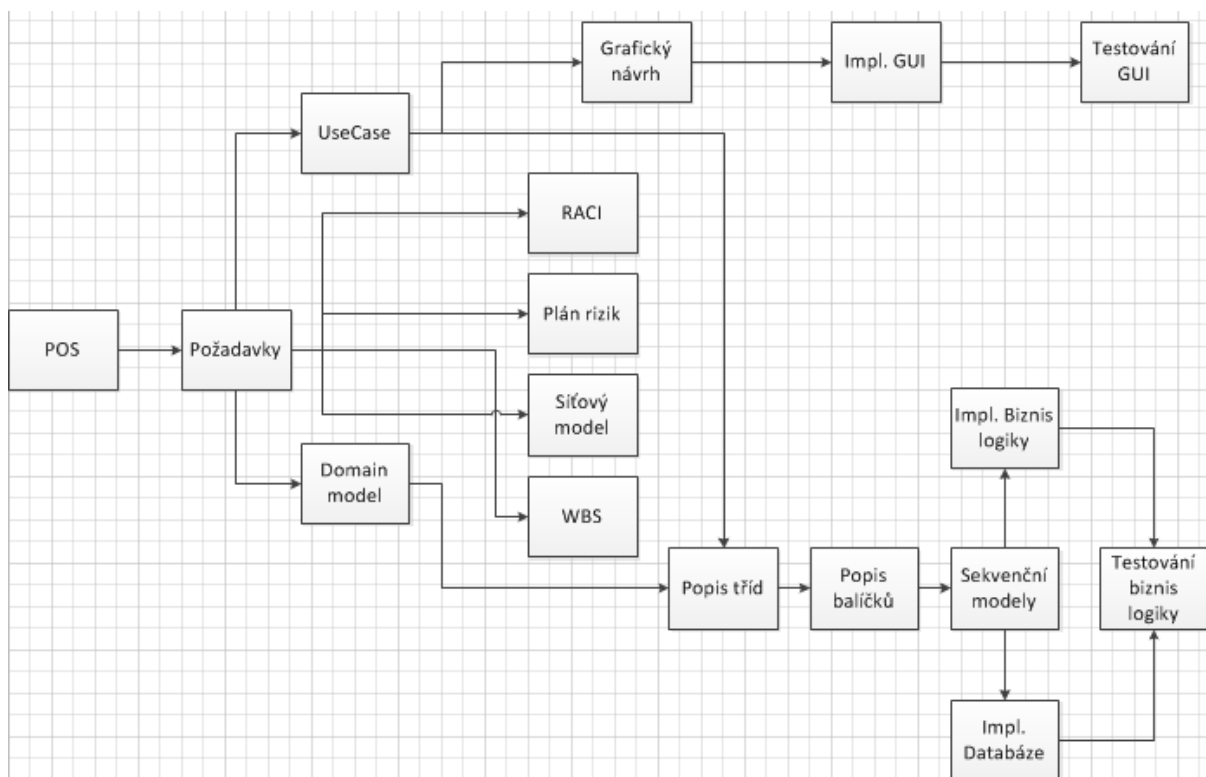 Grafický
návrh
Impl. GUI
Testování
GUI
UseCase
RACI
Plán rizik
POS
Požadavky
Síťový
model
Domain
model
WBS
Impl. Biznis
logiky
Popis tříd
Popis
balíčků
Sekvenční
modely
Testování
biznis
logiky
Impl.
Databáze